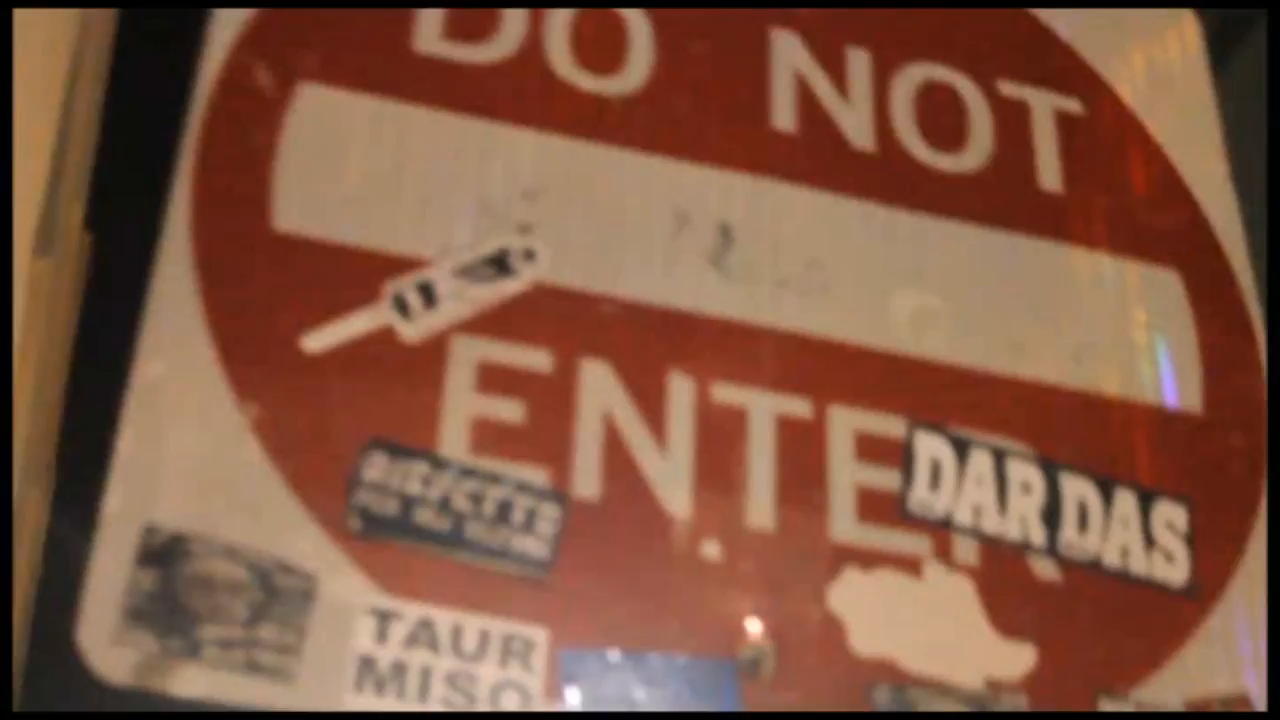 DO NOT
ENTER
DAR DAS
TAUR
MISO